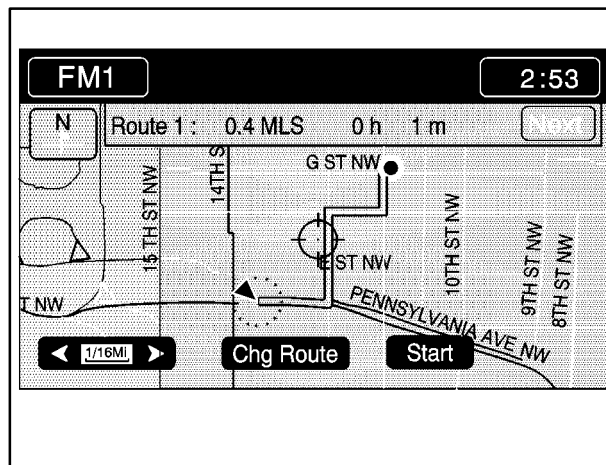 FM1
2:53
N
Route 1 : 0.4 MLS 0 h 1 m
Next
G ST NW
14TH S
15 TH ST NW
10TH ST NW
9TH ST NW
8TH ST NW
E ST NW
T NW
PENNSYLVANIA AVE NW
1/16Mi
Chg Route
Start